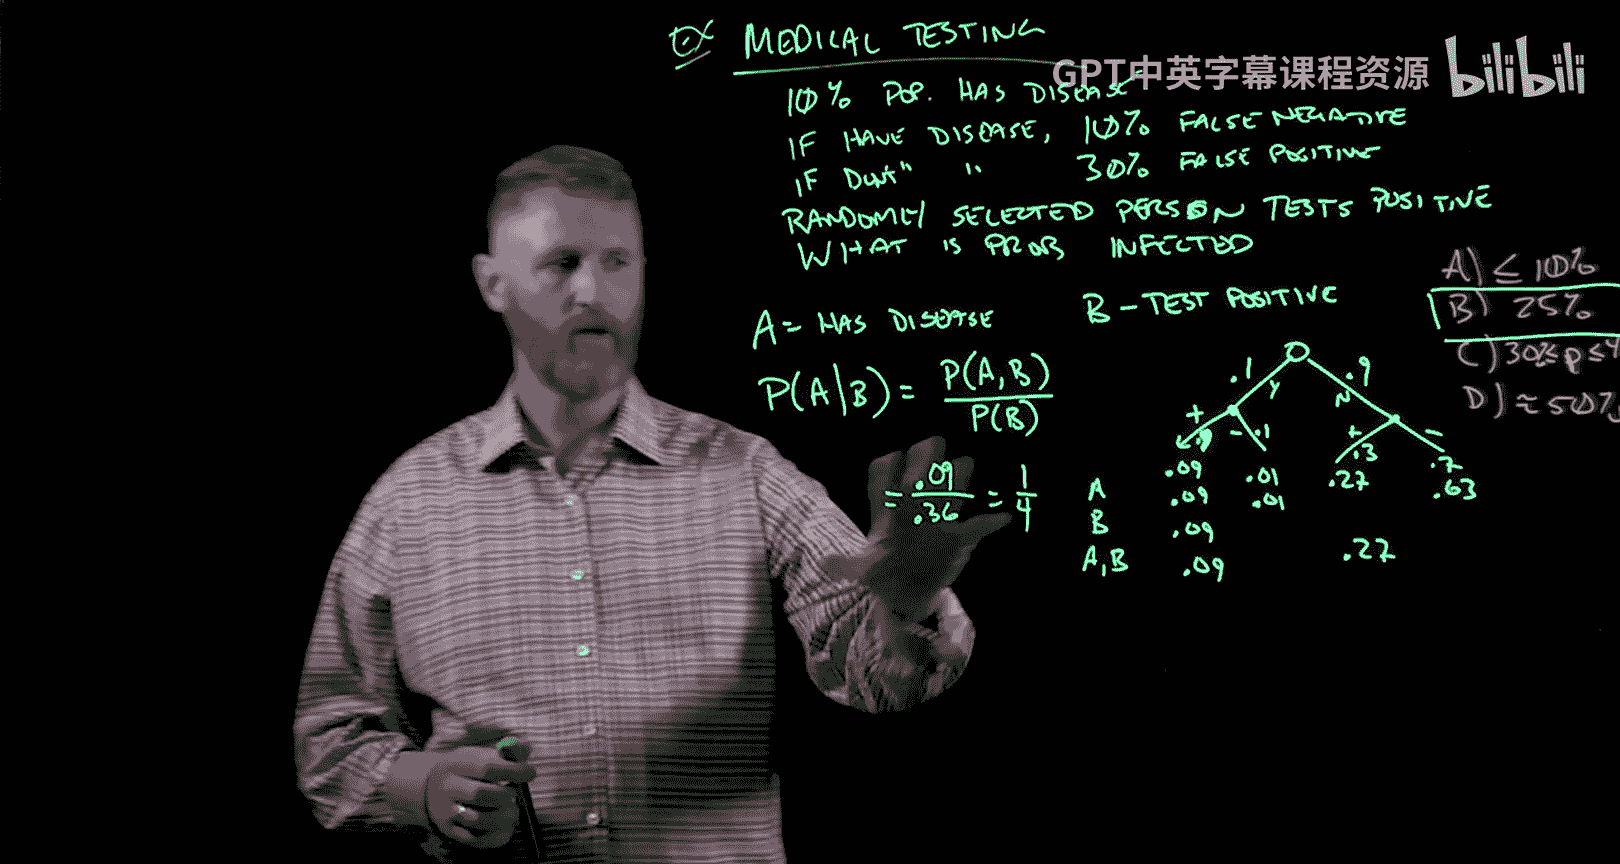 EX MEDICAL TESTING
GPT中英字幕课程资源 bilibili
10% POP. HAS DISEASE
IF HAVE DISEASE, 10% FALSE NEGATIVE
IF DON'T " 30% FALSE POSITIVE
RANDOMLY SELECTED PERSON TESTS POSITIVE
WHAT IS PROB INFECTED
A) ≤ 10%
B) 25%
C) 30% ≤ P ≤ 4
D) ≈ 50%
A = HAS DISEASE B - TEST POSITIVE
P(A|B) = P(A,B) / P(B)
= .09 / .36 = 1/4
.1 .9
Y N
+ - .1 + -
.3 .7
.09 .01 .27 .63
A .09 .01
B .09 .27
A,B .09